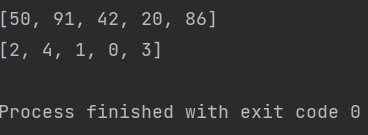 [50, 91, 42, 20, 86]
[2, 4, 1, 0, 3]
Process finished with exit code 0